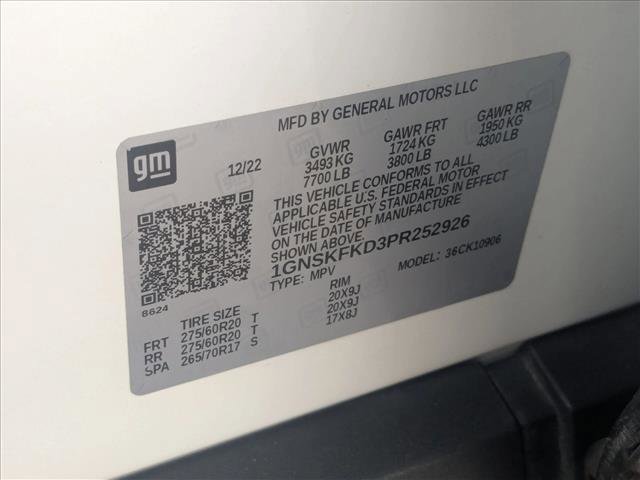 MFD BY GENERAL MOTORS LLC
gm
12/22
GVWR GAWR FRT GAWR RR
3493 KG 1724 KG 1950 KG
7700 LB 3800 LB 4300 LB
THIS VEHICLE CONFORMS TO ALL
APPLICABLE U.S. FEDERAL MOTOR
VEHICLE SAFETY STANDARDS IN EFFECT
ON THE DATE OF MANUFACTURE
SHOWN ABOVE.
1GNSKFKD3PR252926
TYPE: MPV MODEL: 36CK10906
8624
TIRE SIZE RIM
FRT 275/60R20 T 20X9J
RR 275/60R20 T 20X9J
SPA 265/70R17 S 17X8J